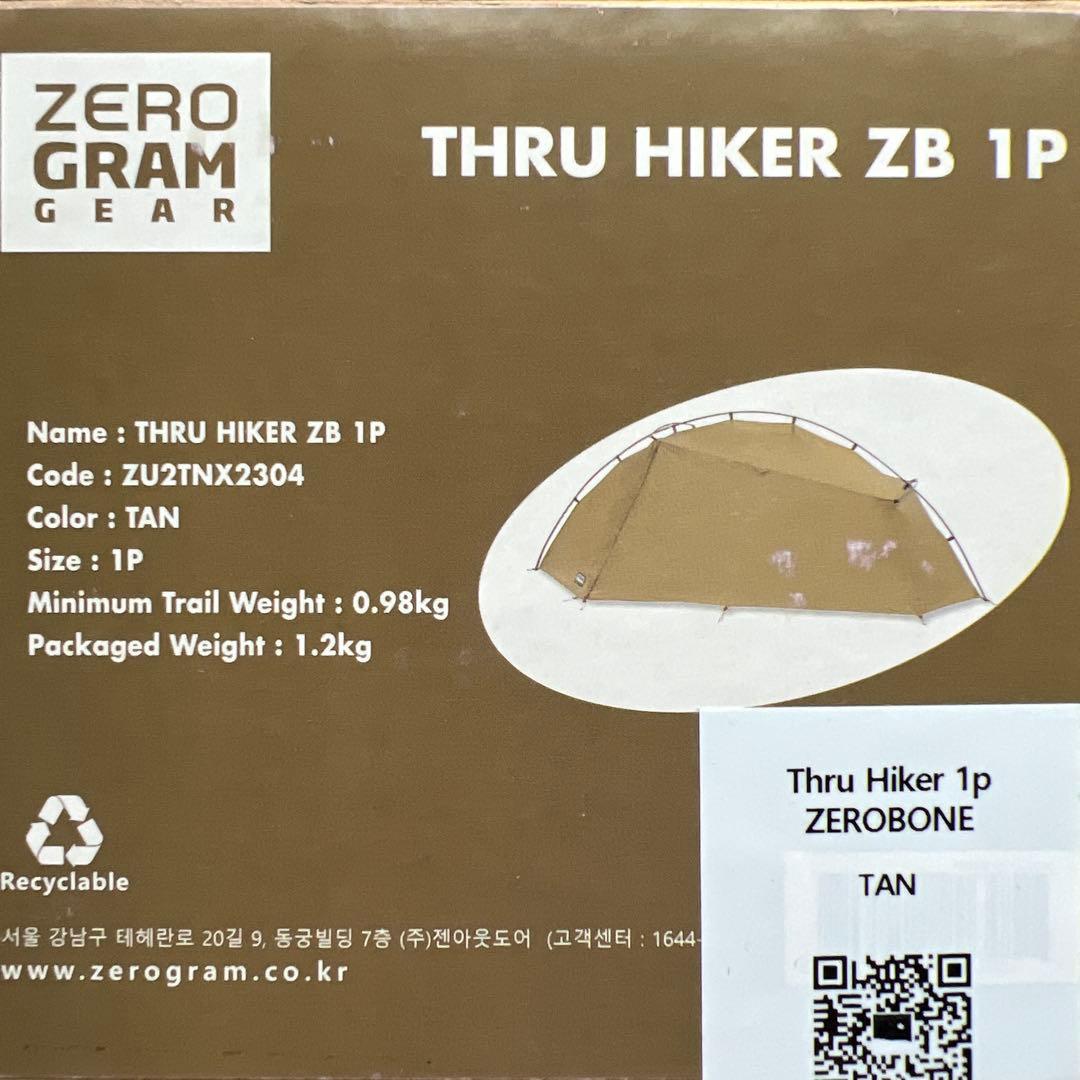 ZERO
GRAM
GEAR
THRU HIKER ZB 1P
Name : THRU HIKER ZB 1P
Code : ZU2TNX2304
Color : TAN
Size : 1P
Minimum Trail Weight : 0.98kg
Packaged Weight : 1.2kg
Recyclable
서울 강남구 테헤란로 20길 9, 동궁빌딩 7층 (주)젠아웃도어 (고객센터 : 1644-
www.zerogram.co.kr
Thru Hiker 1p
ZEROBONE
TAN